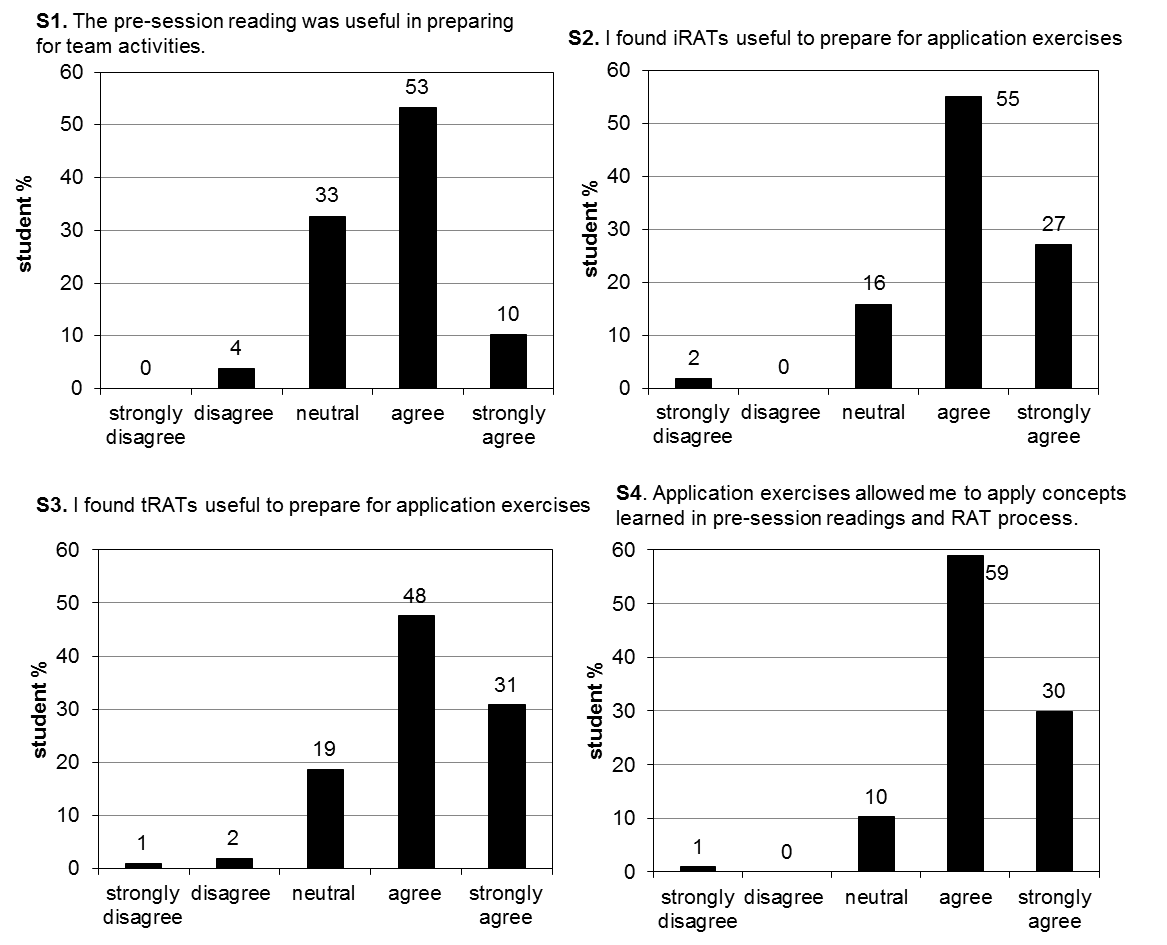 S1. The pre-session reading was useful in preparing
for team activities.
60
50
40
30
20
10
0
student %
0
4
33
53
10
strongly disagree neutral agree strongly
disagree agree
S2. I found iRATs useful to prepare for application exercises
60
50
40
30
20
10
0
student %
2
0
16
55
27
strongly disagree neutral agree strongly
disagree agree
S3. I found tRATs useful to prepare for application exercises
60
50
40
30
20
10
0
student %
1
2
19
48
31
strongly disagree neutral agree strongly
disagree agree
S4. Application exercises allowed me to apply concepts
learned in pre-session readings and RAT process.
60
50
40
30
20
10
0
student %
1
0
10
59
30
strongly disagree neutral agree strongly
disagree agree